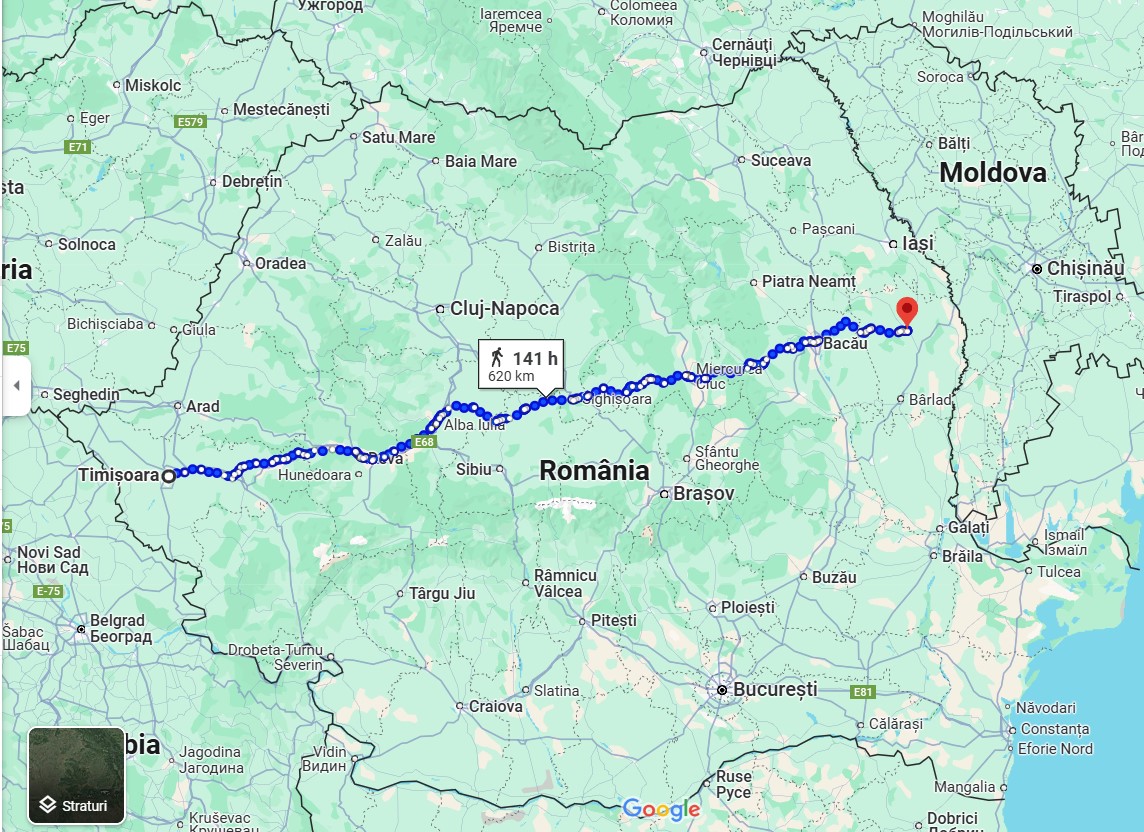 Ужгород
Iaremcea
Яремче
Colomeea
Коломия
Cernăuți
Чернівці
Moghilău
Могилів-Подільський
Soroca
Miskolc
Mestecănești
Eger
E579
E71
Satu Mare
Baia Mare
Suceava
Bălți
Moldova
Debrețin
Solnoca
Zalău
Bistrița
Pașcani
Iași
Oradea
Chișinău
Tiraspol
Piatra Neamț
Cluj-Napoca
Bichișciaba
Giula
E75
141 h
620 km
Bacău
Miercurea
Ciuc
Seghedin
Arad
Sighișoara
Bârlad
Alba Iulia
E68
Deva
Timișoara
Hunedoara
Sibiu
România
Sfântu
Gheorghe
Brașov
Galați
Brăila
Ismail
Ізмаїл
Tulcea
Novi Sad
Нови Сад
E-75
Râmnicu
Vâlcea
Târgu Jiu
Buzău
Ploiești
Pitești
Belgrad
Београд
Šabac
Шабац
Drobeta-Turnu
Severin
Slatina
București
E81
Craiova
Călărași
Năvodari
Constanța
Eforie Nord
Jagodina
Јагодина
Vidin
Видин
Straturi
Ruse
Русе
Mangalia
Google
Kruševac
Крушевац
Dobrici
Добрич